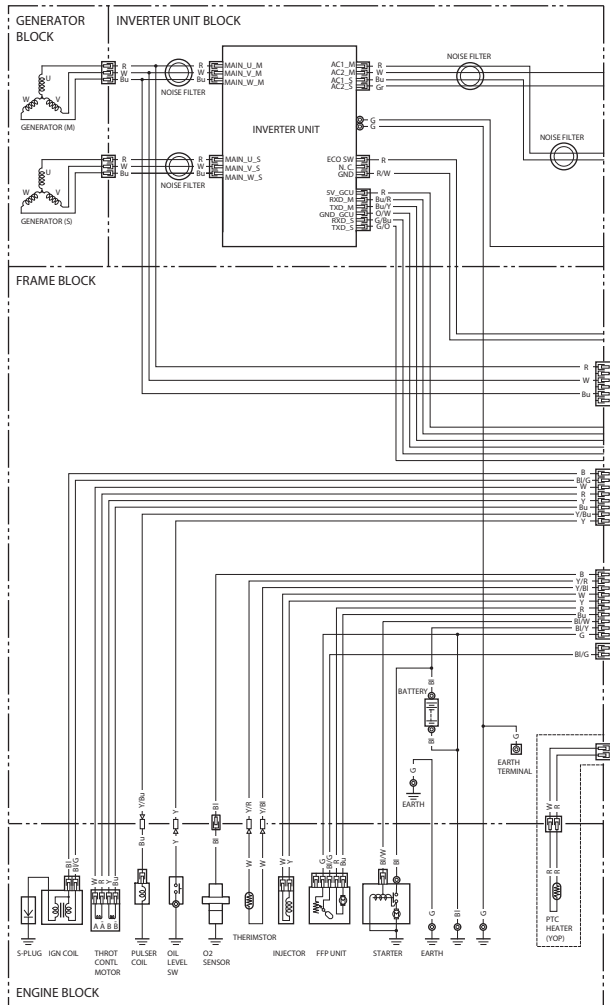 GENERATOR
BLOCK
INVERTER UNIT BLOCK
R
W
Bu
R
W
Bu
NOISE FILTER
MAIN_U_M
MAIN_V_M
MAIN_W_M
AC1_M
AC2_M
AC1_S
AC2_S
R
W
Bu
Gr
NOISE FILTER
U
W
V
GENERATOR (M)
INVERTER UNIT
G
G
NOISE FILTER
R
W
Bu
R
W
Bu
NOISE FILTER
MAIN_U_S
MAIN_V_S
MAIN_W_S
ECO SW
N. C.
GND
R
R/W
U
W
V
GENERATOR (S)
5V_GCU
RXD_M
TXD_M
GND_GCU
RXD_S
TXD_S
R
Bu/R
Bu/Y
O/W
G/Bu
G/O
FRAME BLOCK
R
W
Bu
B
Bl/G
W
R
Y
Bu
Y/Bu
Y
B
Y/R
Y/Bl
W
Y
R
Bu
Bl/W
Bl/Y
G
Bl/G
Bl
BATTERY
Bl
G
EARTH
G
EARTH
TERMINAL
Y/Bu
Y
Bl
Y/R
Y/Bl
W
R
Bu
Y
Bl
W
W
Bl
Bl/G
W
R
Y
Bu
W
Y
G
Bl/G
R
Bu
Bl/W
Bl
G
Bl
G
R
R
A A B B
S-PLUG
IGN COIL
THROT
CONTL
MOTOR
PULSER
COIL
OIL
LEVEL
SW
O2
SENSOR
THERIMSTOR
INJECTOR
FFP UNIT
STARTER
EARTH
PTC
HEATER
(YOP)
ENGINE BLOCK